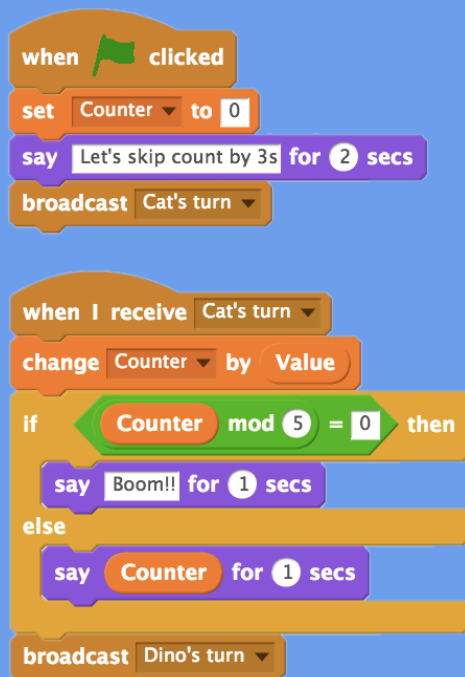 when clicked
set Counter to 0
say Let's skip count by 3s for 2 secs
broadcast Cat's turn
when I receive Cat's turn
change Counter by Value
if Counter mod 5 = 0 then
say Boom!! for 1 secs
else
say Counter for 1 secs
broadcast Dino's turn